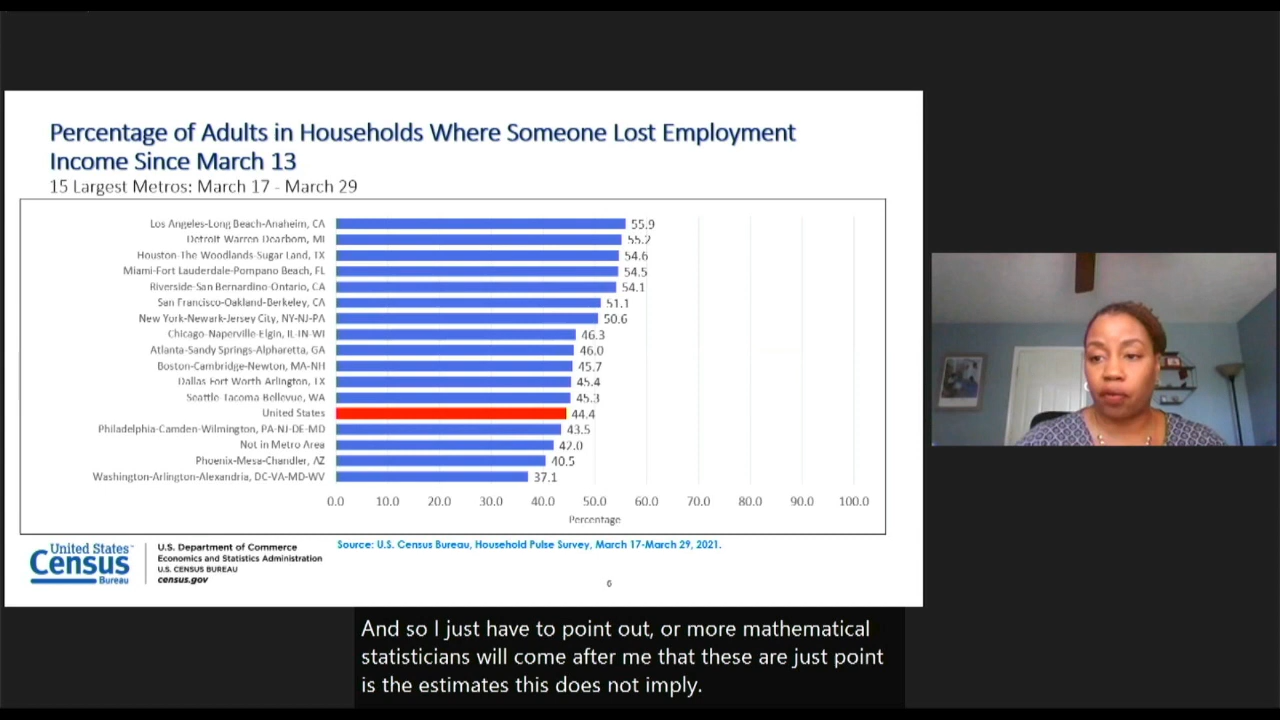 Percentage of Adults in Households Where Someone Lost Employment
Income Since March 13
15 Largest Metros: March 17 - March 29
Los Angeles-Long Beach-Anaheim, CA 55.9
Detroit Warren Dearborn, MI 55.2
Houston-The Woodlands-Sugar Land, TX 54.6
Miami-Fort Lauderdale-Pompano Beach, FL 54.5
Riverside-San Bernardino-Ontario, CA 54.1
San Francisco-Oakland-Berkeley, CA 51.1
New York-Newark-Jersey City, NY-NJ-PA 50.6
Chicago-Naperville-Elgin, IL-IN-WI 46.3
Atlanta-Sandy Springs-Alpharetta, GA 46.0
Boston-Cambridge-Newton, MA-NH 45.7
Dallas Fort Worth Arlington, TX 45.4
Seattle Tacoma Bellevue, WA 45.3
United States 44.4
Philadelphia-Camden-Wilmington, PA-NJ-DE-MD 43.5
Not in Metro Area 42.0
Phoenix-Mesa-Chandler, AZ 40.5
Washington-Arlington-Alexandria, DC-VA-MD-WV 37.1
0.0 10.0 20.0 30.0 40.0 50.0 60.0 70.0 80.0 90.0 100.0
Percentage
Source: U.S. Census Bureau, Household Pulse Survey, March 17-March 29, 2021.
United States™
Census
Bureau
U.S. Department of Commerce
Economics and Statistics Administration
U.S. CENSUS BUREAU
census.gov
6
And so I just have to point out, or more mathematical
statisticians will come after me that these are just point
is the estimates this does not imply.